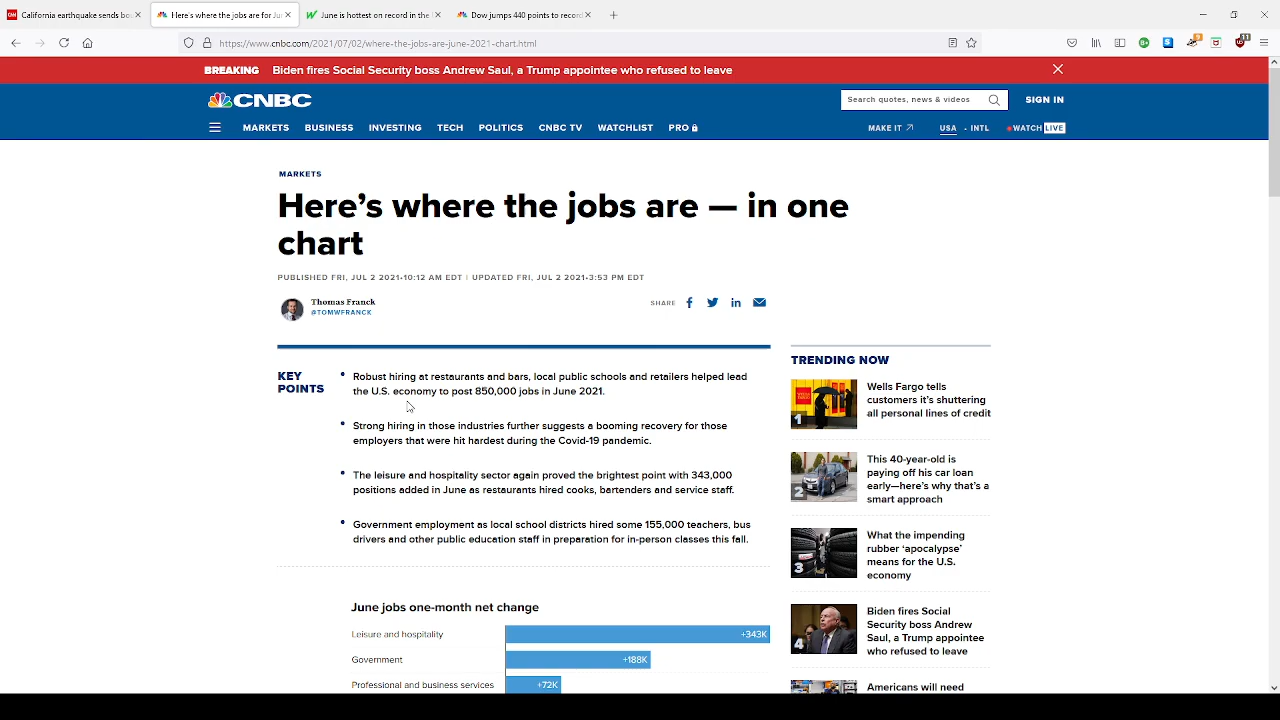 California earthquake sends bo
Here's where the jobs are for Ju
June is hottest on record in the
Dow jumps 440 points to record
https://www.cnbc.com/2021/07/02/where-the-jobs-are-june-2021-chart.html
9
11
BREAKING Biden fires Social Security boss Andrew Saul, a Trump appointee who refused to leave
CNBC
Search quotes, news & videos
SIGN IN
MARKETS BUSINESS INVESTING TECH POLITICS CNBC TV WATCHLIST PRO
MAKE IT USA • INTL WATCH LIVE
MARKETS
Here's where the jobs are — in one
chart
PUBLISHED FRI, JUL 2 2021•10:12 AM EDT | UPDATED FRI, JUL 2 2021•3:53 PM EDT
Thomas Franck
@TOMWFRANCK
SHARE
KEY
POINTS
• Robust hiring at restaurants and bars, local public schools and retailers helped lead
the U.S. economy to post 850,000 jobs in June 2021.
• Strong hiring in those industries further suggests a booming recovery for those
employers that were hit hardest during the Covid-19 pandemic.
• The leisure and hospitality sector again proved the brightest point with 343,000
positions added in June as restaurants hired cooks, bartenders and service staff.
• Government employment as local school districts hired some 155,000 teachers, bus
drivers and other public education staff in preparation for in-person classes this fall.
June jobs one-month net change
Leisure and hospitality +343K
Government +188K
Professional and business services +72K
TRENDING NOW
1
Wells Fargo tells
customers it's shuttering
all personal lines of credit
2
This 40-year-old is
paying off his car loan
early—here's why that's a
smart approach
3
What the impending
rubber 'apocalypse'
means for the U.S.
economy
4
Biden fires Social
Security boss Andrew
Saul, a Trump appointee
who refused to leave
Americans will need